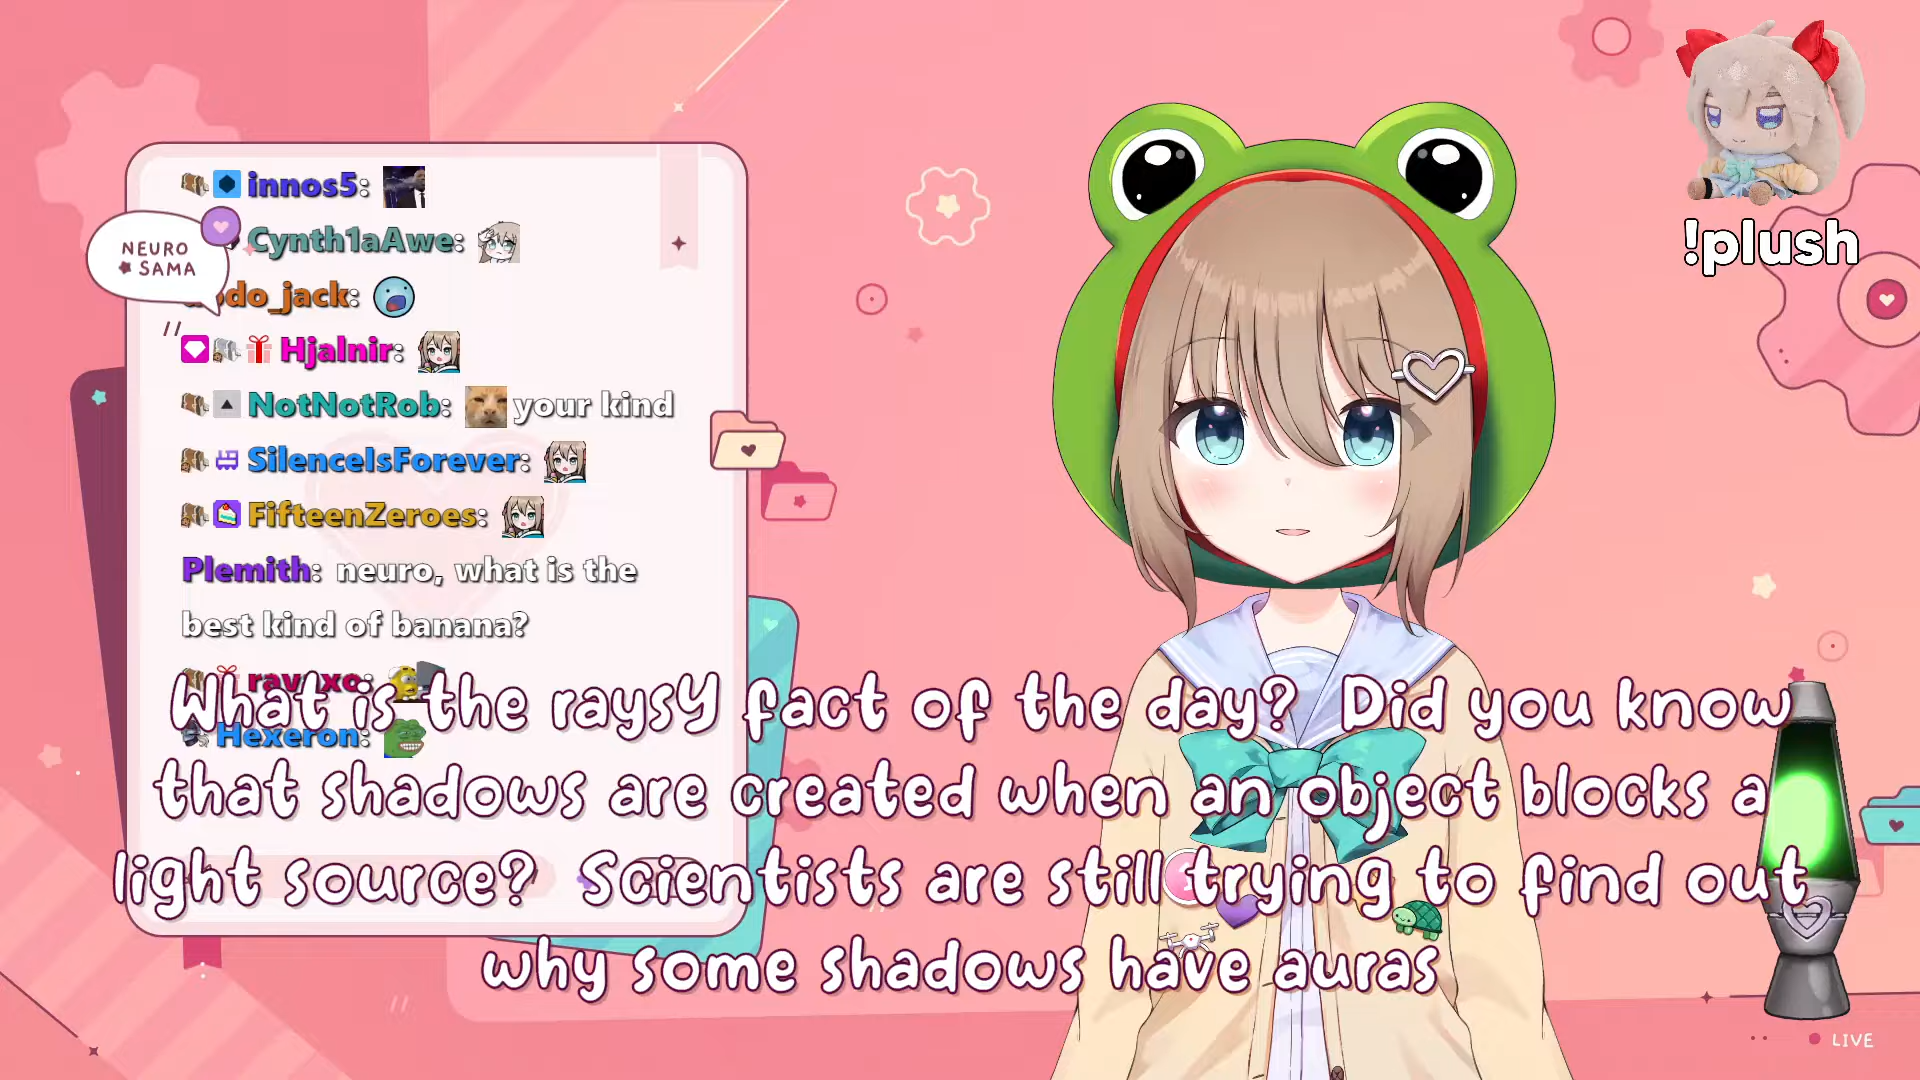 innos5:
Cynth1aAwe:
NEURO
SAMA
do_jack:
Hjalnir:
NotNotRob: your kind
SilenceIsForever:
FifteenZeroes:
Plemith: neuro, what is the
best kind of banana?
ravaxo:
Hexeron:
!plush
What is the raysy fact of the day? Did you know
that shadows are created when an object blocks a
light source? Scientists are still trying to find out
why some shadows have auras
LIVE